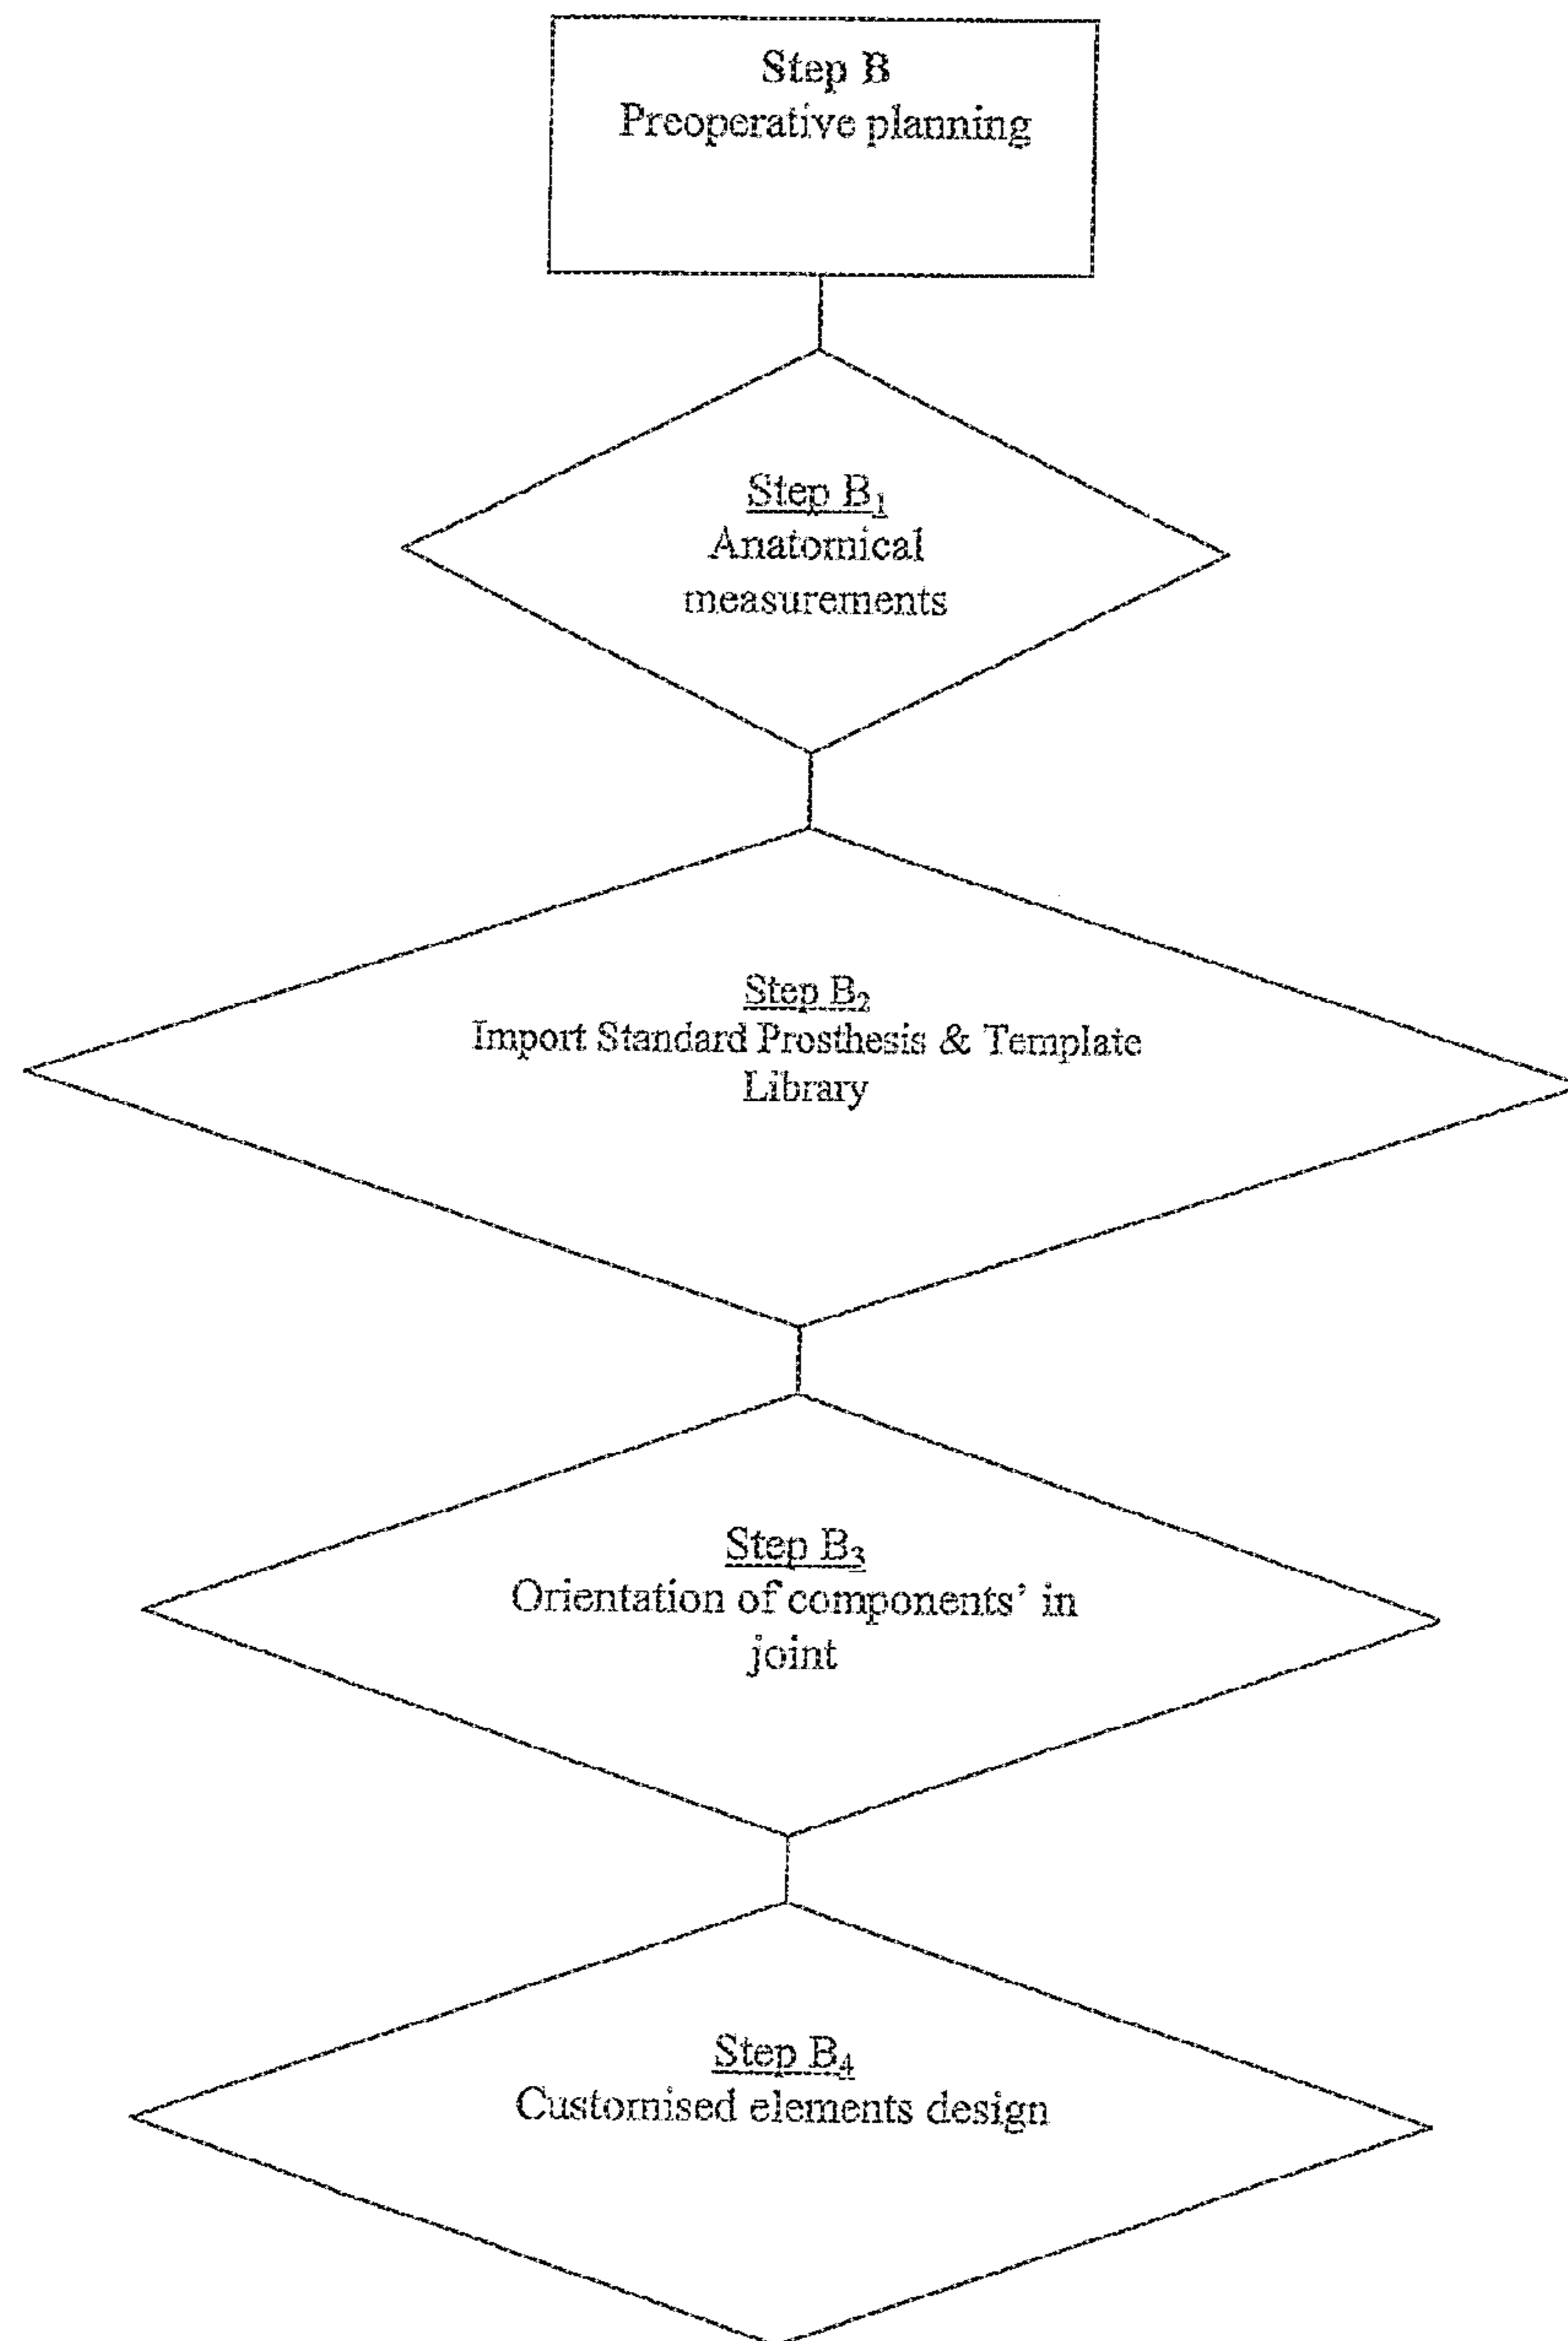 Step B
Preoperative planning
Step B₁
Anatomical
measurements
Step B₂
Import Standard Prosthesis & Template
Library
Step B₃
Orientation of components’ in
joint
Step B₄
Customised elements design